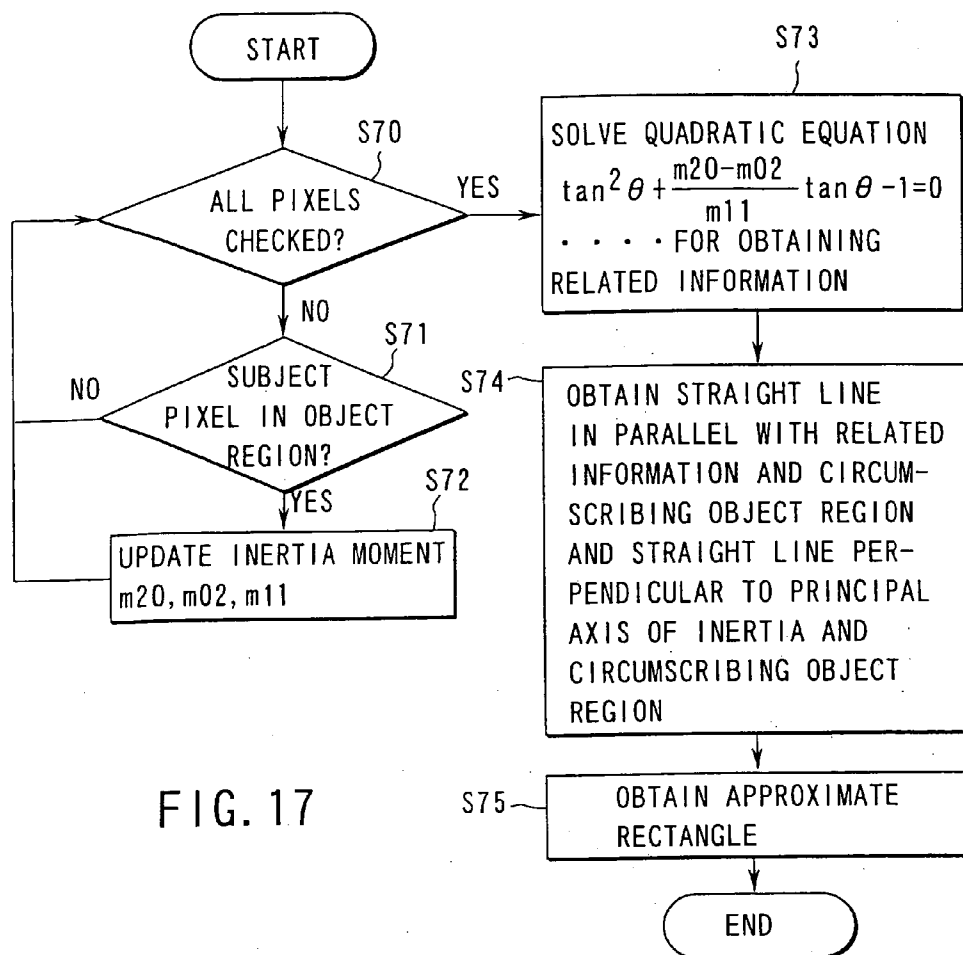 START
S70
ALL PIXELS
CHECKED?
YES
NO
S71
SUBJECT
PIXEL IN OBJECT
REGION?
NO
YES
S72
UPDATE INERTIA MOMENT
m20, m02, m11
S73
SOLVE QUADRATIC EQUATION
tan²θ + (m20-m02)/m11 tanθ -1=0
· · · · FOR OBTAINING
RELATED INFORMATION
S74
OBTAIN STRAIGHT LINE
IN PARALLEL WITH RELATED
INFORMATION AND CIRCUM-
SCRIBING OBJECT REGION
AND STRAIGHT LINE PER-
PENDICULAR TO PRINCIPAL
AXIS OF INERTIA AND
CIRCUMSCRIBING OBJECT
REGION
S75
OBTAIN APPROXIMATE
RECTANGLE
END
FIG. 17